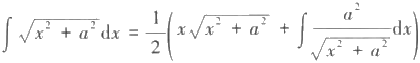 ∫ √(x² + a²) dx = 1/2 ( x√(x² + a²) + ∫ a²/√(x² + a²) dx )